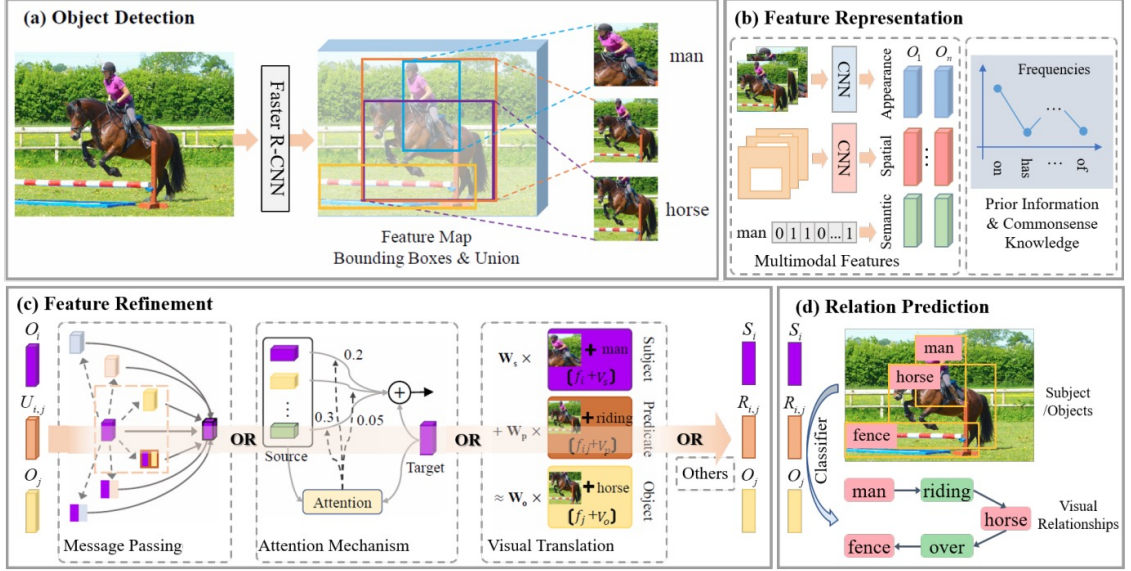 (a) Object Detection
Faster R-CNN
man
horse
Feature Map
Bounding Boxes & Union
(b) Feature Representation
CNN
Appearance
O1 On
CNN
Spatial
...
man 0 1 1 0 ... 1
Semantic
Multimodal Features
Frequencies
...
on has ... of
Prior Information
& Commonsense
Knowledge
(c) Feature Refinement
Oi
Ui,j
Oj
Message Passing
OR
0.2
0.3
0.05
...
Source
+
Target
Attention
Attention Mechanism
OR
Ws × + man
(fi +Vs)
Subject
+ Wp × + riding
(fij+Vp)
Predicate
≈ Wo × + horse
(fj +Vo)
Object
Visual Translation
OR
Others
Si
Ri,j
Oj
(d) Relation Prediction
Si
Ri,j
Oj
Classifier
man
horse
fence
Subject
/Objects
man riding
horse
fence over
Visual
Relationships